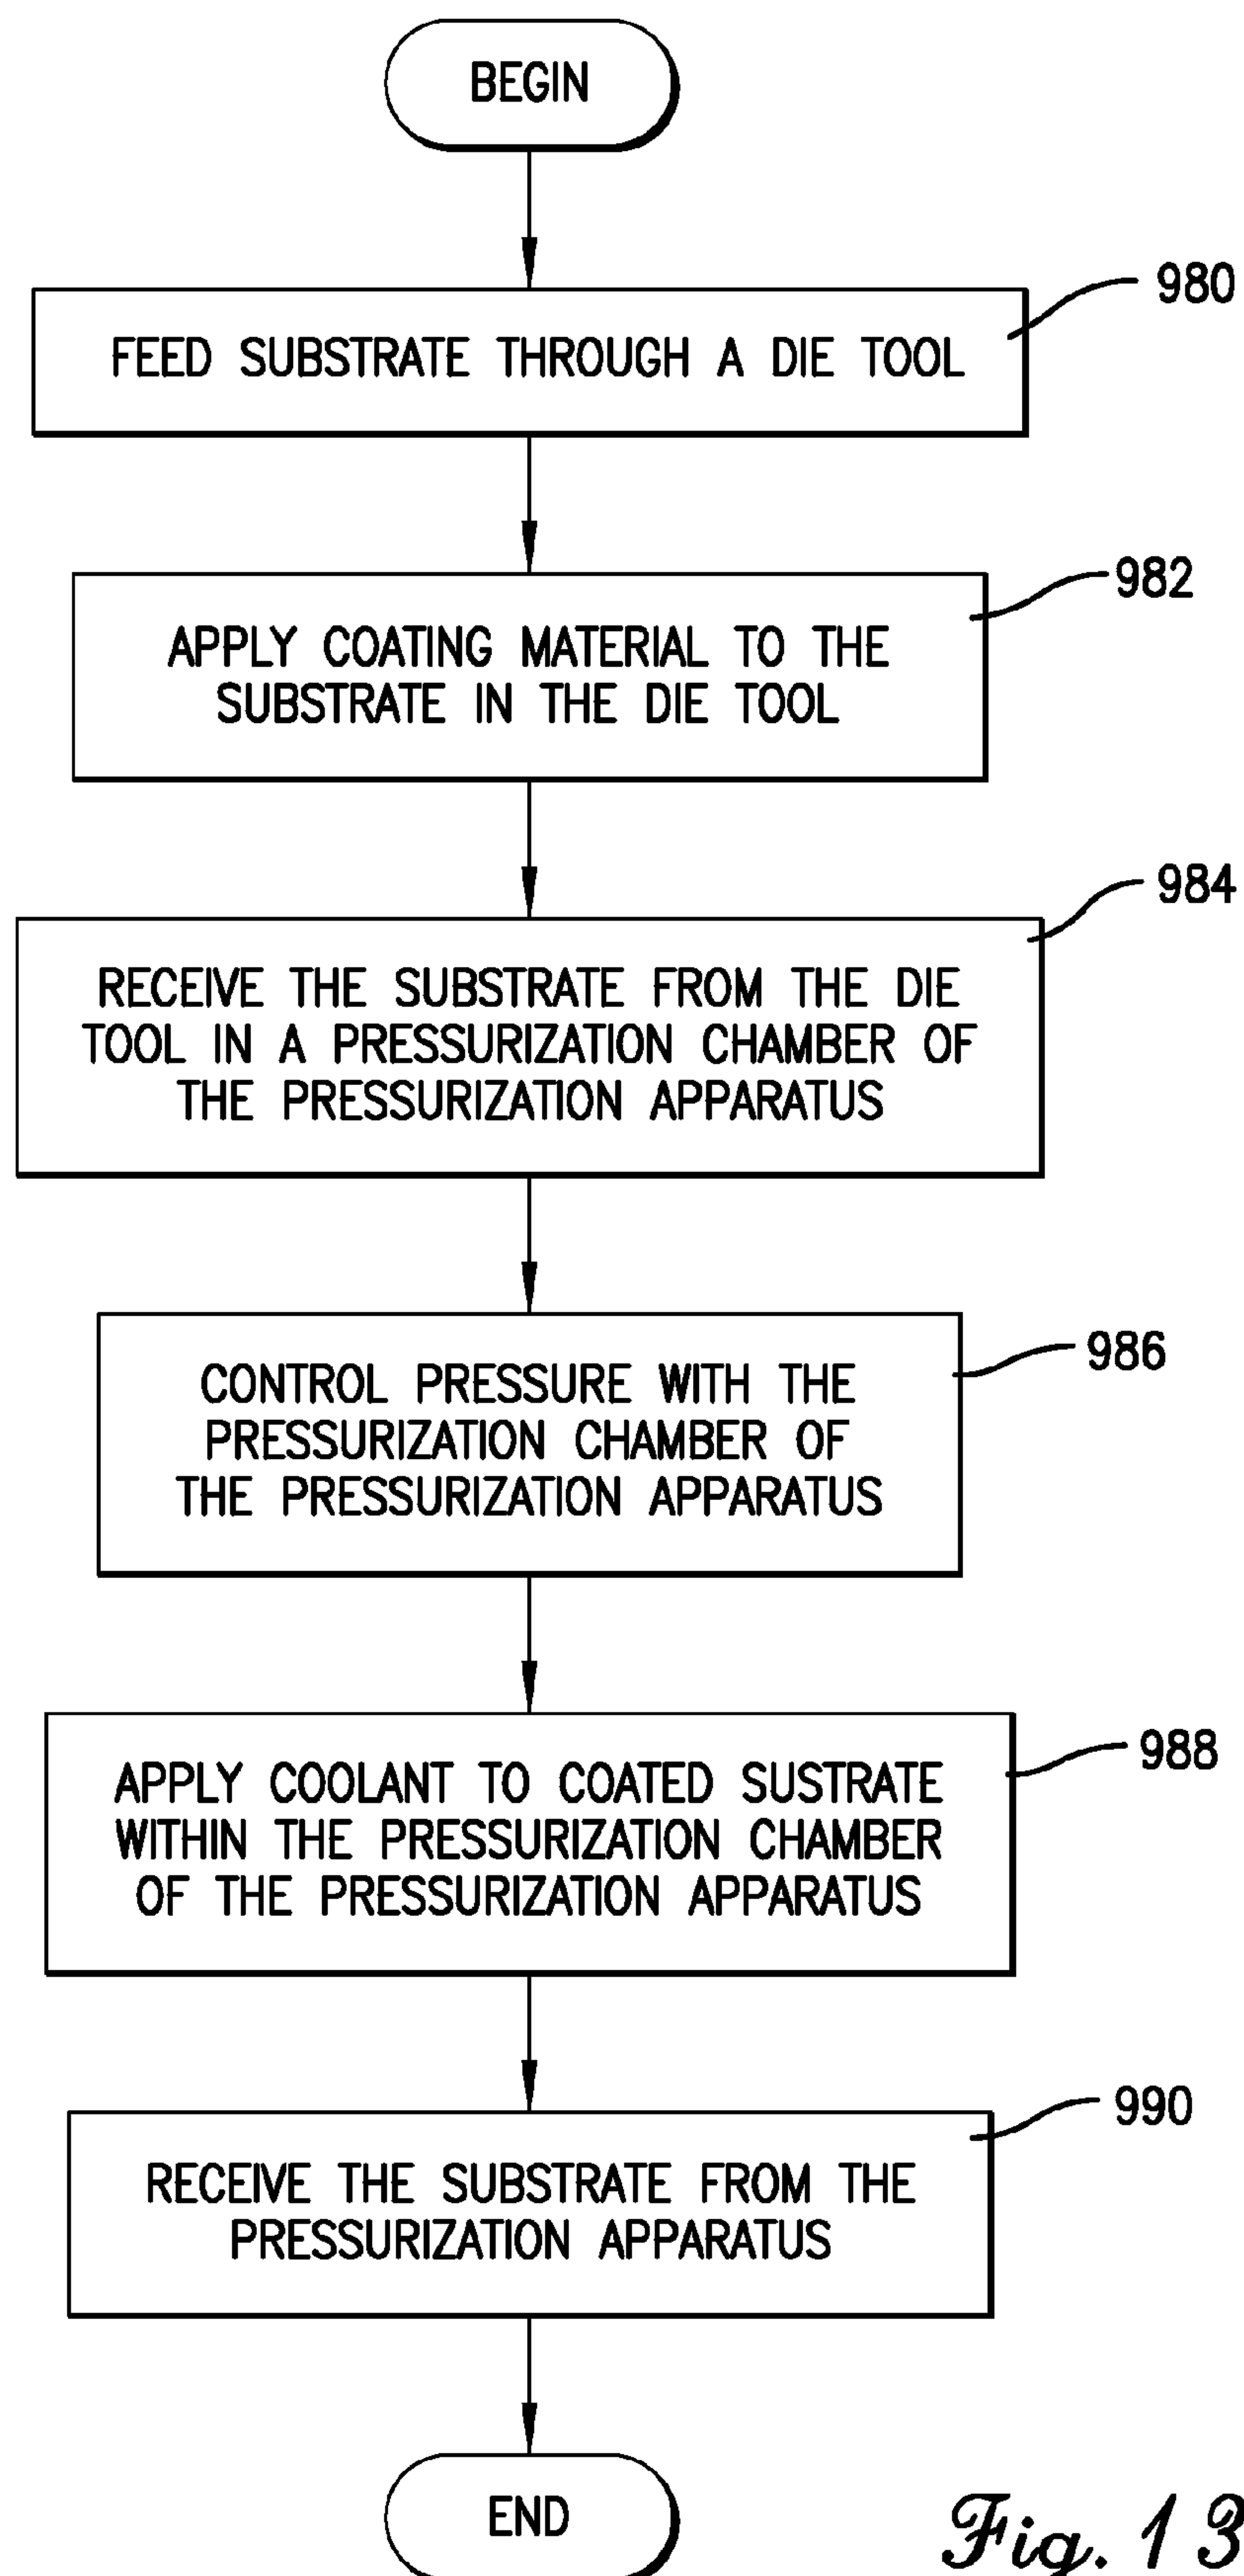 BEGIN
980
FEED SUBSTRATE THROUGH A DIE TOOL
982
APPLY COATING MATERIAL TO THE
SUBSTRATE IN THE DIE TOOL
984
RECEIVE THE SUBSTRATE FROM THE DIE
TOOL IN A PRESSURIZATION CHAMBER OF
THE PRESSURIZATION APPARATUS
986
CONTROL PRESSURE WITH THE
PRESSURIZATION CHAMBER OF
THE PRESSURIZATION APPARATUS
988
APPLY COOLANT TO COATED SUSTRATE
WITHIN THE PRESSURIZATION CHAMBER
OF THE PRESSURIZATION APPARATUS
990
RECEIVE THE SUBSTRATE FROM THE
PRESSURIZATION APPARATUS
END
Fig. 13